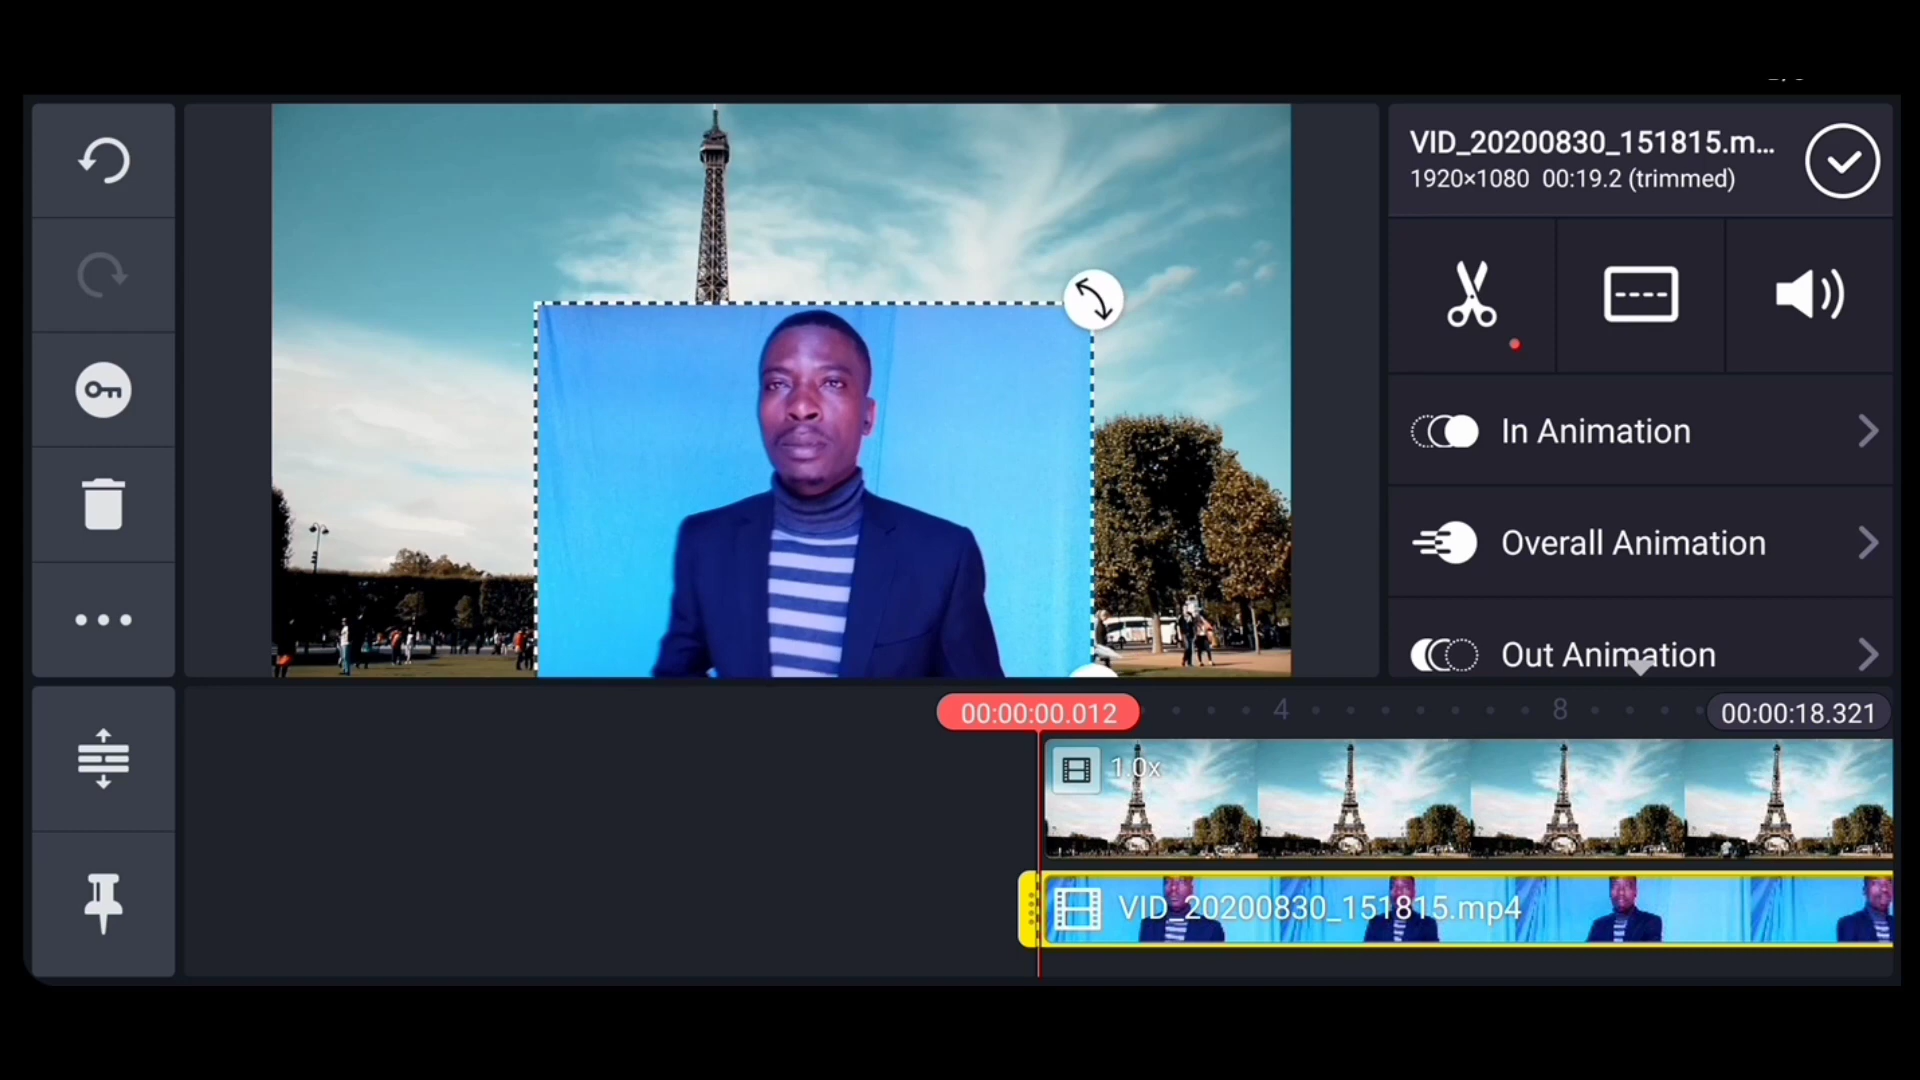 VID_20200830_151815.m...
1920×1080 00:19.2 (trimmed)
In Animation
Overall Animation
Out Animation
00:00:00.012
4
8
00:00:18.321
1.0x
VID_20200830_151815.mp4